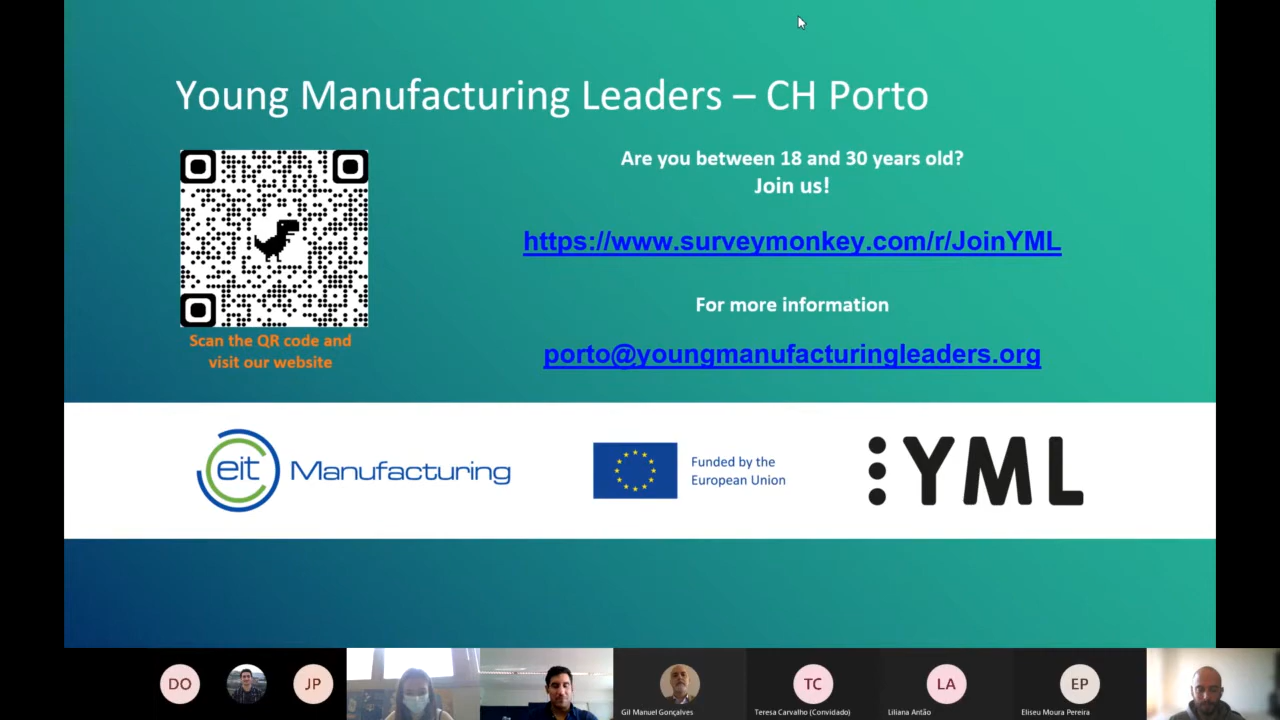 Young Manufacturing Leaders – CH Porto
Are you between 18 and 30 years old?
Join us!
https://www.surveymonkey.com/r/JoinYML
For more information
porto@youngmanufacturingleaders.org
Scan the QR code and
visit our website
eit Manufacturing
Funded by the
European Union
YML
DO
JP
TC
LA
EP
Gil Manuel Gonçalves
Teresa Carvalho (Convidado)
Liliana Antão
Eliseu Moura Pereira